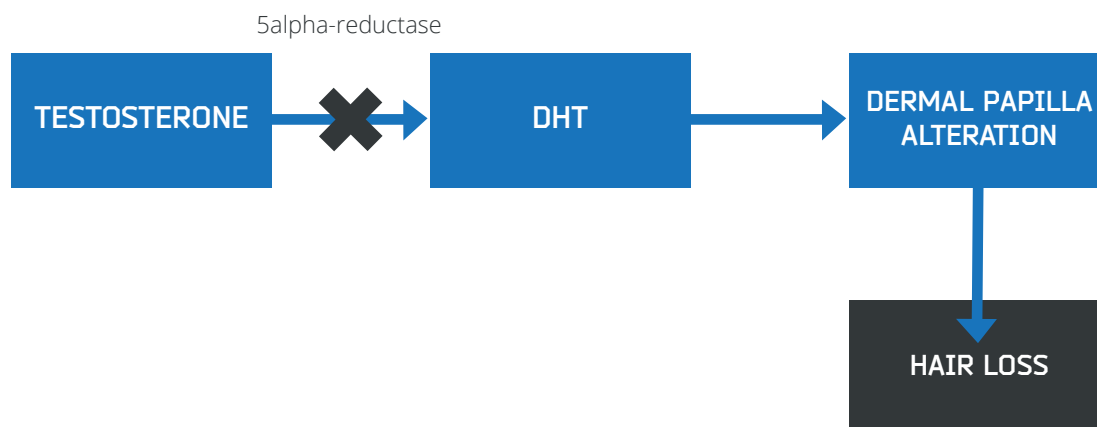 5alpha-reductase
TESTOSTERONE
DHT
DERMAL PAPILLA
ALTERATION
HAIR LOSS